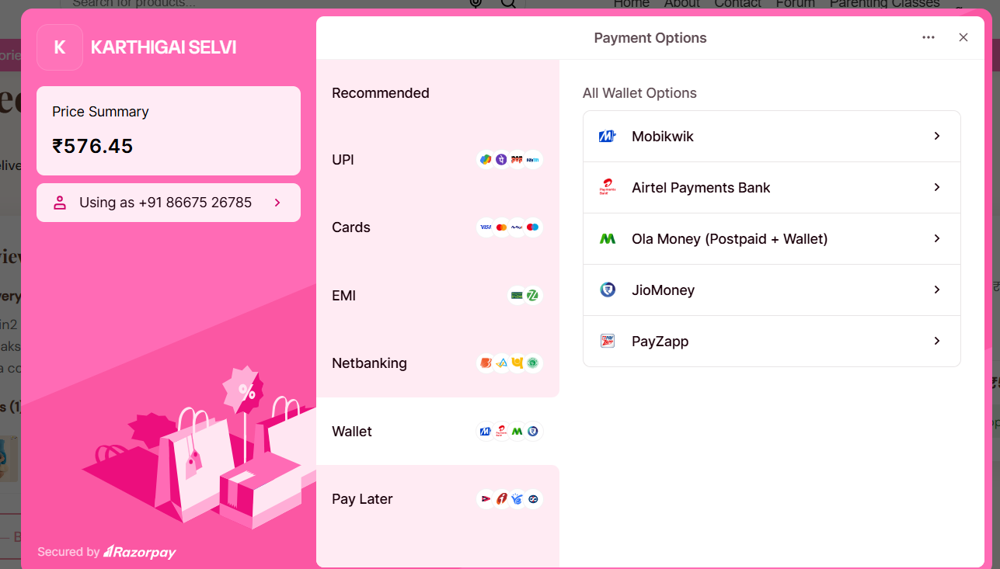 Search for products...
Home About Contact Forum Parenting Classes
K
KARTHIGAI SELVI
Price Summary
₹576.45
Using as +91 86675 26785
Secured by Razorpay
Payment Options
Recommended
UPI
Cards
VISA
EMI
Netbanking
Wallet
Pay Later
All Wallet Options
Mobikwik
Airtel Payments Bank
Ola Money (Postpaid + Wallet)
JioMoney
PayZapp